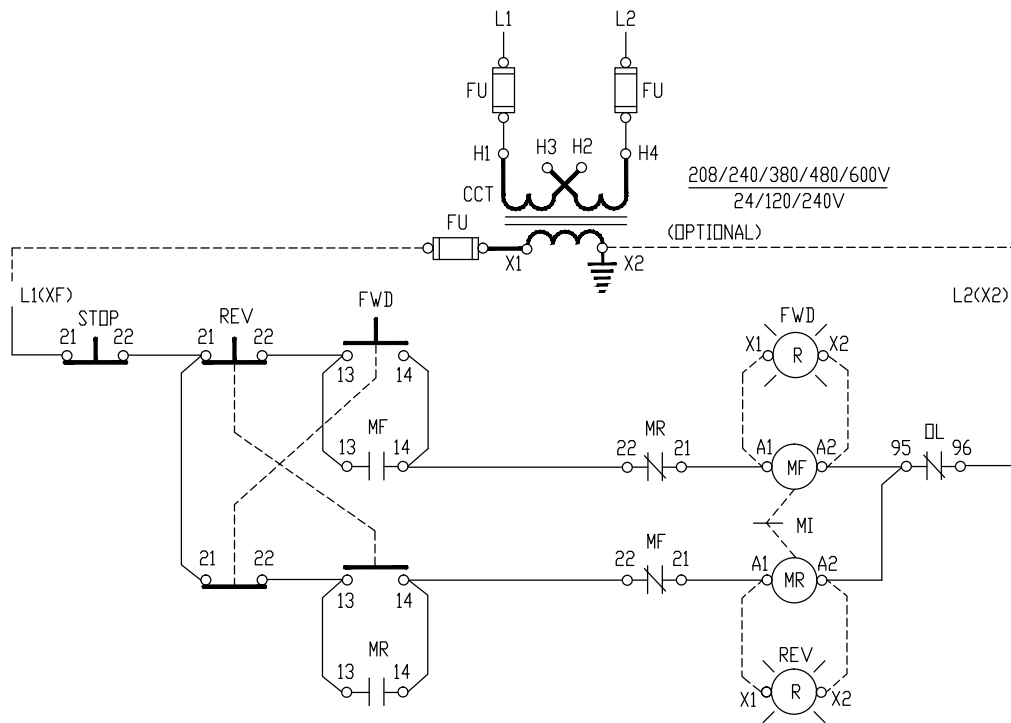 L1 L2
FU FU
H1 H3 H2 H4
CCT
208/240/380/480/600V
24/120/240V
FU
X1 X2
(OPTIONAL)
L1(XF) L2(X2)
STOP REV FWD FWD
21 22 21 22 13 14 X1 R X2
MF MR OL
13 14 22 21 A1 MF A2 95 96
MI
21 22 13 14 MF 22 21 A1 MR A2
MR REV
13 14 X1 R X2